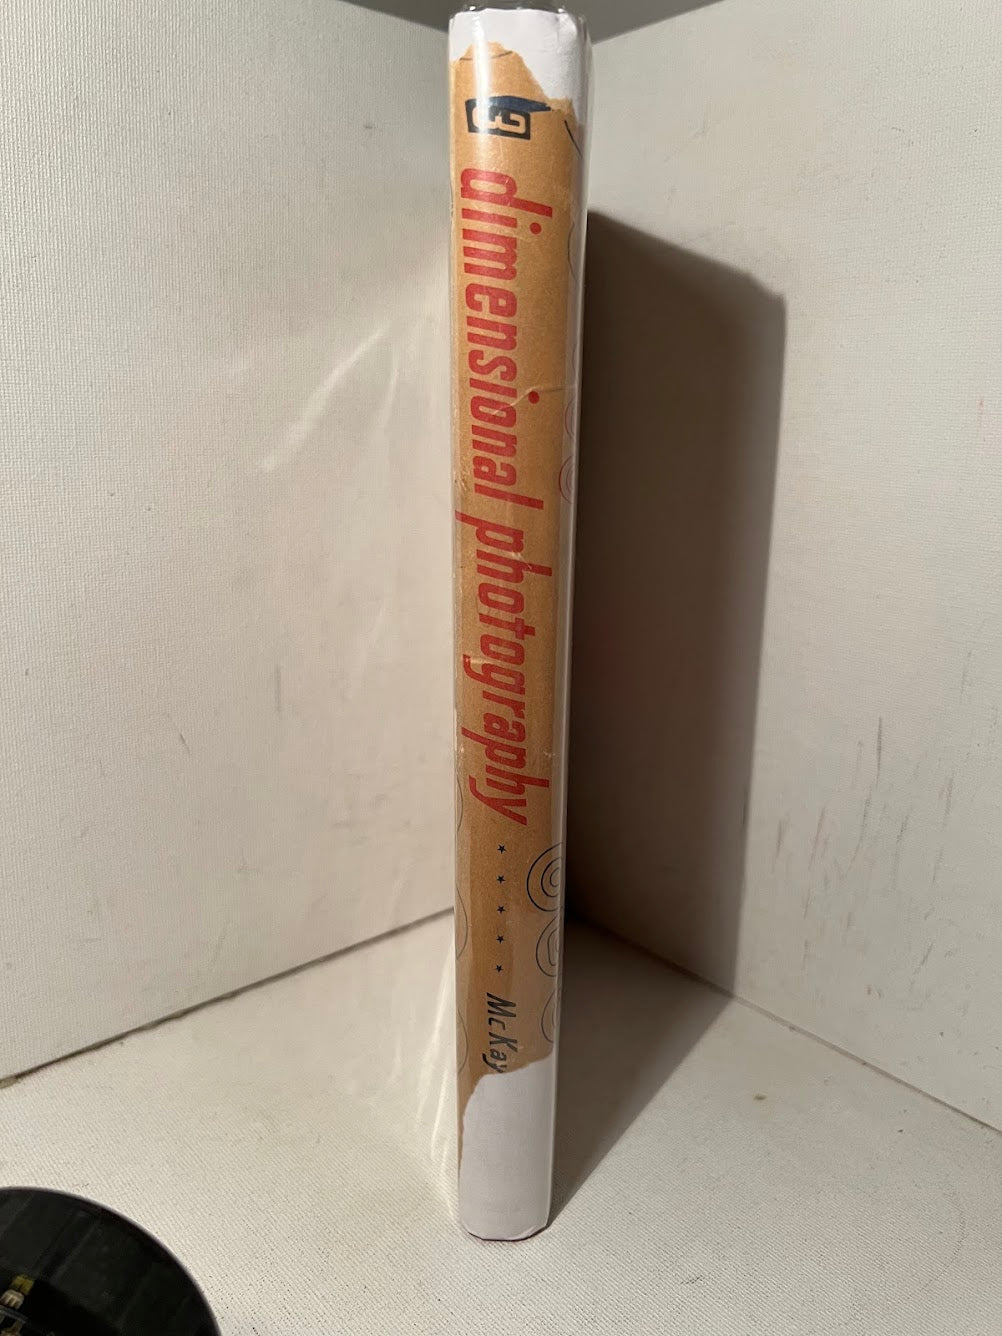 3 dimensional photography ★ ★ ★ ★ ★ McKay